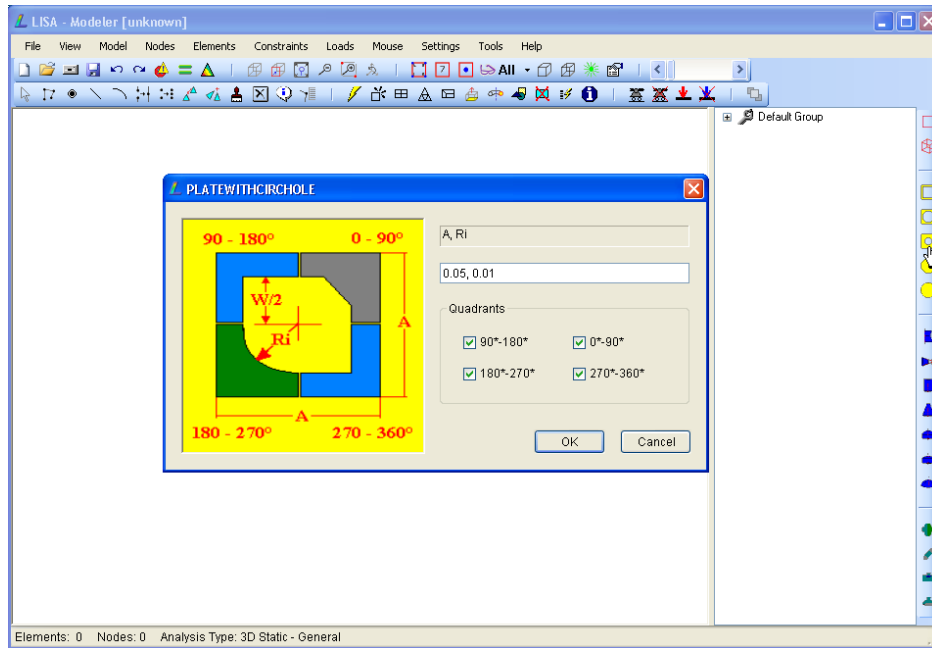 LISA - Modeler [unknown]
File View Model Nodes Elements Constraints Loads Mouse Settings Tools Help
7 All
Default Group
PLATEWITHCIRCHOLE
90 - 180° 0 - 90°
W/2
Ri
A
A
180 - 270° 270 - 360°
A, Ri
0.05, 0.01
Quadrants
90*-180* 0*-90*
180*-270* 270*-360*
OK Cancel
Elements: 0 Nodes: 0 Analysis Type: 3D Static - General